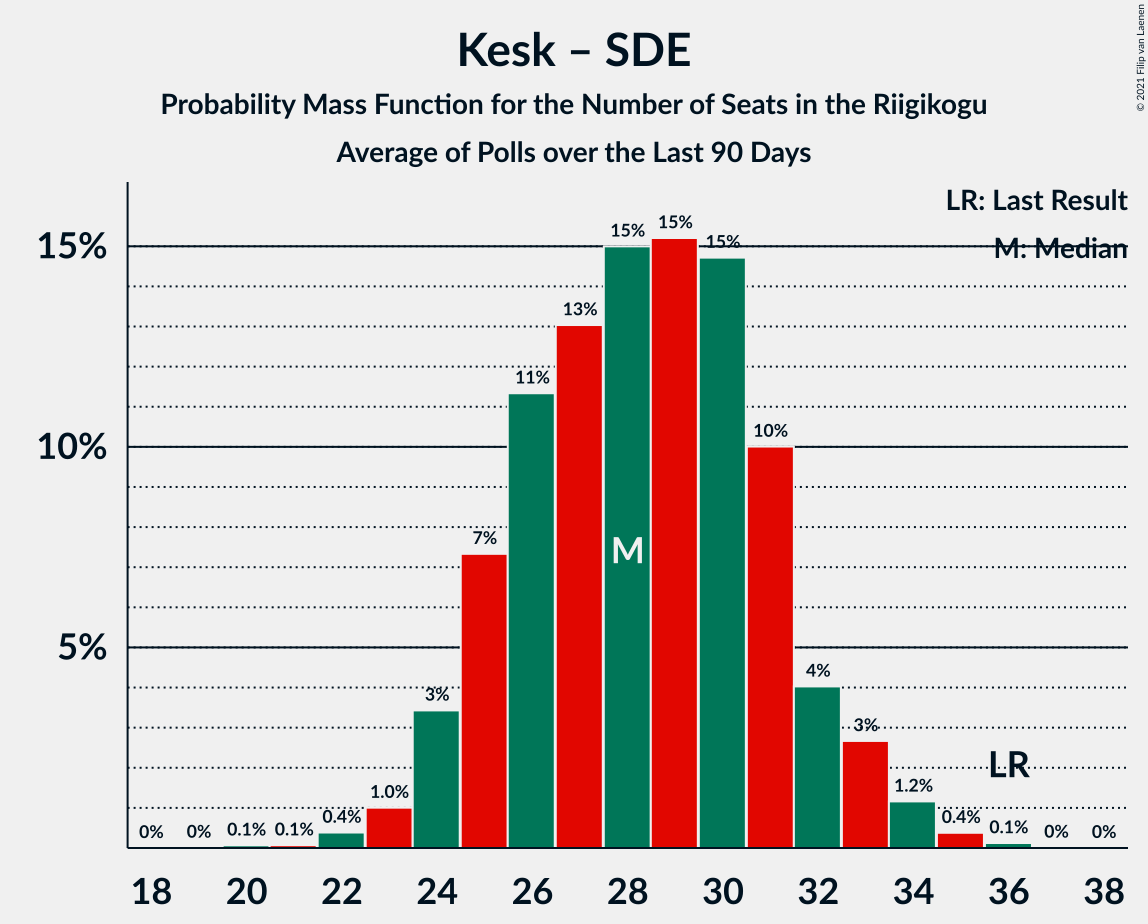 Kesk – SDE
Probability Mass Function for the Number of Seats in the Riigikogu
Average of Polls over the Last 90 Days
© 2021 Filip van Laenen
LR: Last Result
M: Median
15%
10%
5%
0%
0%
0.1%
0.1%
0.4%
1.0%
3%
7%
11%
13%
15%
15%
15%
10%
4%
3%
1.2%
0.4%
0.1%
0%
0%
M
LR
18 20 22 24 26 28 30 32 34 36 38